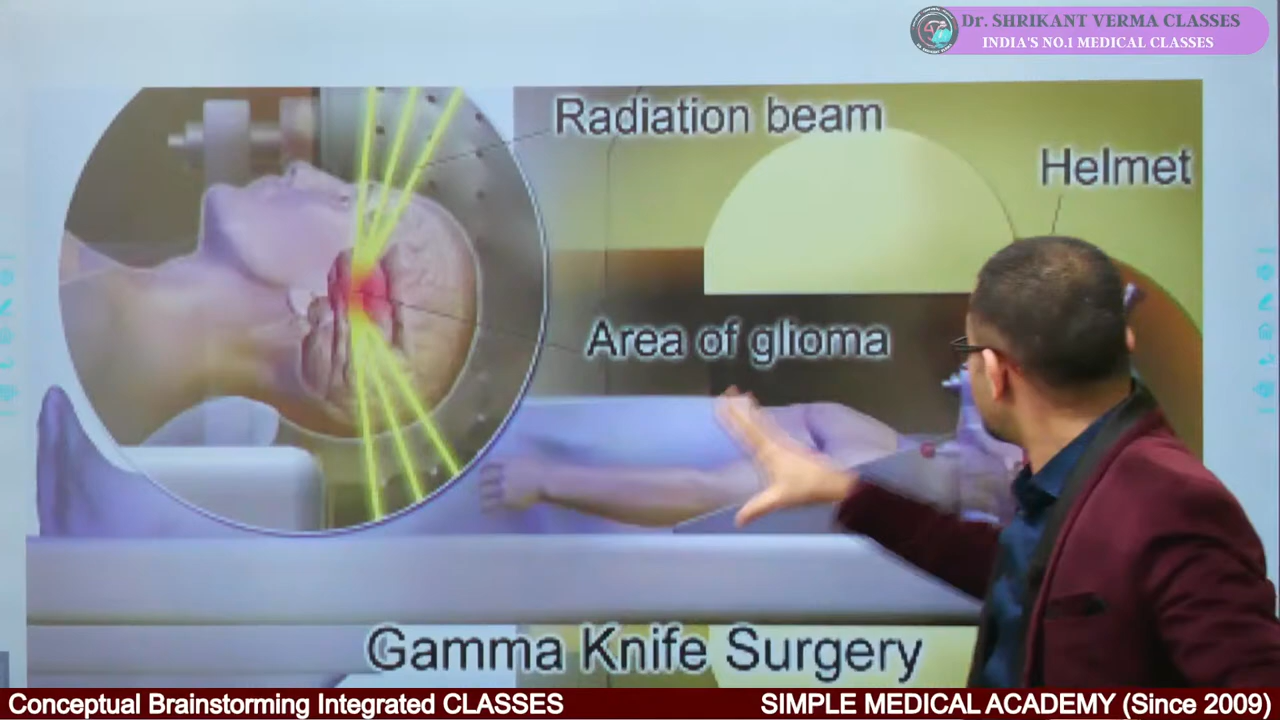 Dr. SHRIKANT VERMA CLASSES
INDIA'S NO.1 MEDICAL CLASSES
Radiation beam
Helmet
Area of glioma
Gamma Knife Surgery
Conceptual Brainstorming Integrated CLASSES
SIMPLE MEDICAL ACADEMY (Since 2009)